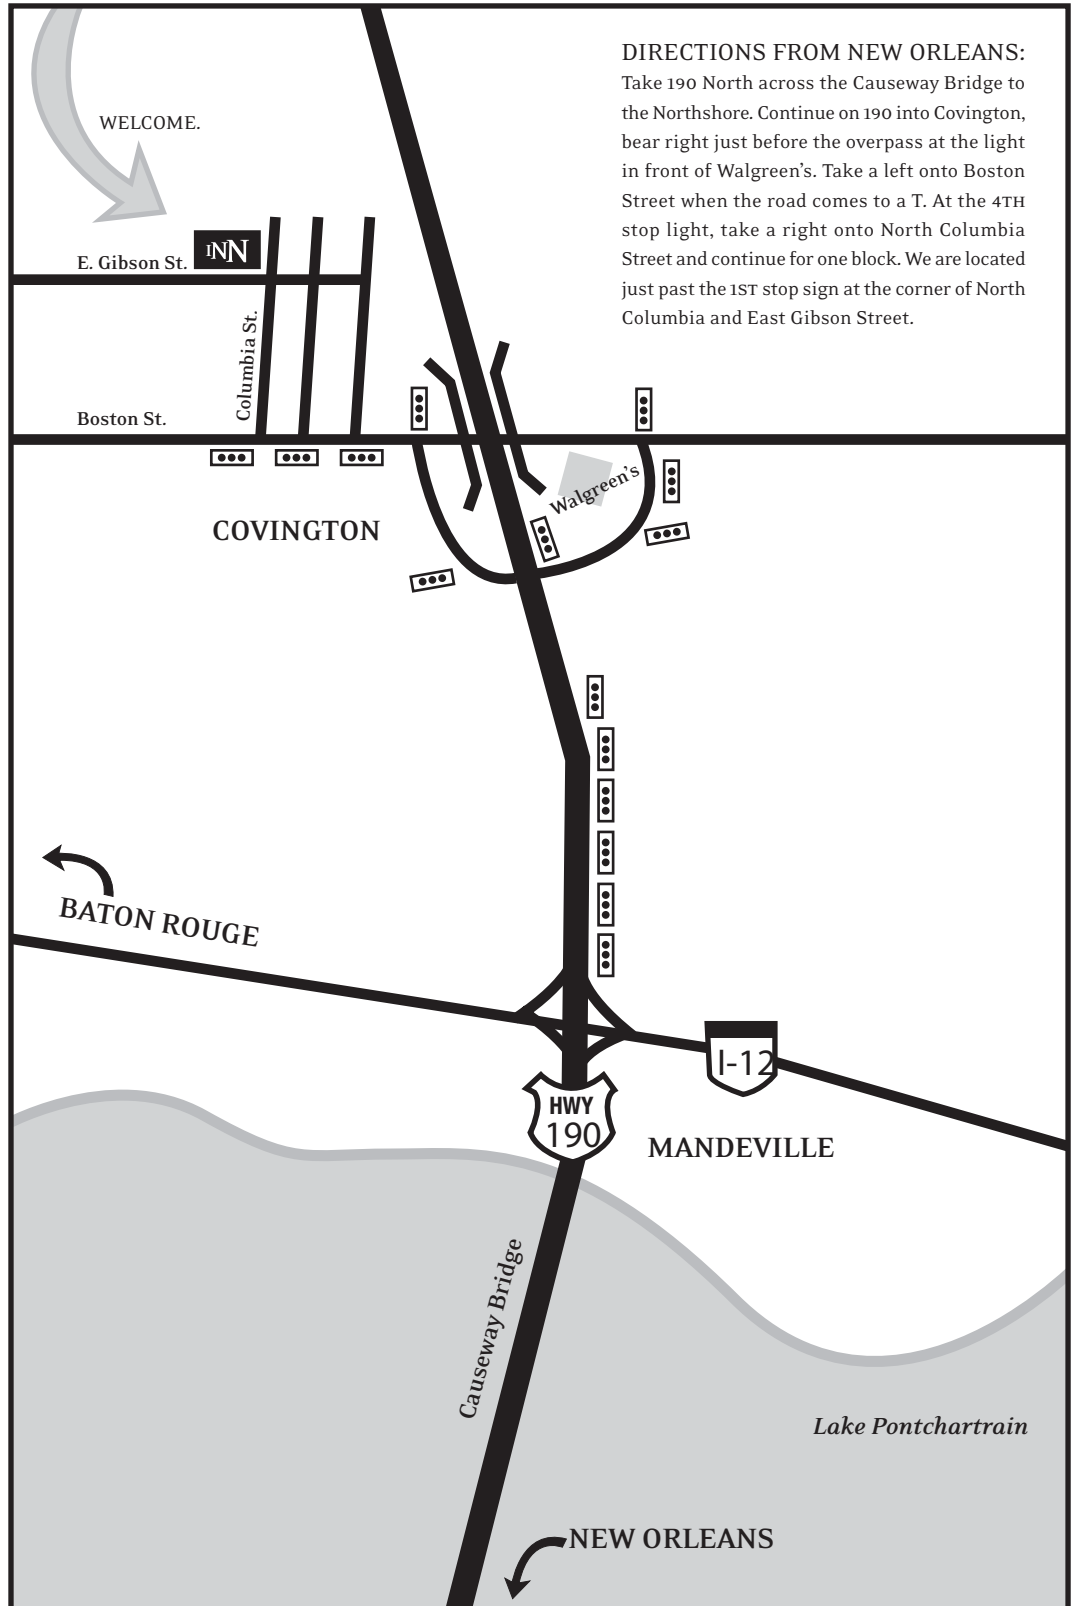 DIRECTIONS FROM NEW ORLEANS:
Take 190 North across the Causeway Bridge to
the Northshore. Continue on 190 into Covington,
bear right just before the overpass at the light
in front of Walgreen's. Take a left onto Boston
Street when the road comes to a T. At the 4TH
stop light, take a right onto North Columbia
Street and continue for one block. We are located
just past the 1ST stop sign at the corner of North
Columbia and East Gibson Street.
WELCOME.
INN
E. Gibson St.
Columbia St.
Boston St.
Walgreen's
COVINGTON
BATON ROUGE
I-12
HWY
190
MANDEVILLE
Causeway Bridge
Lake Pontchartrain
NEW ORLEANS